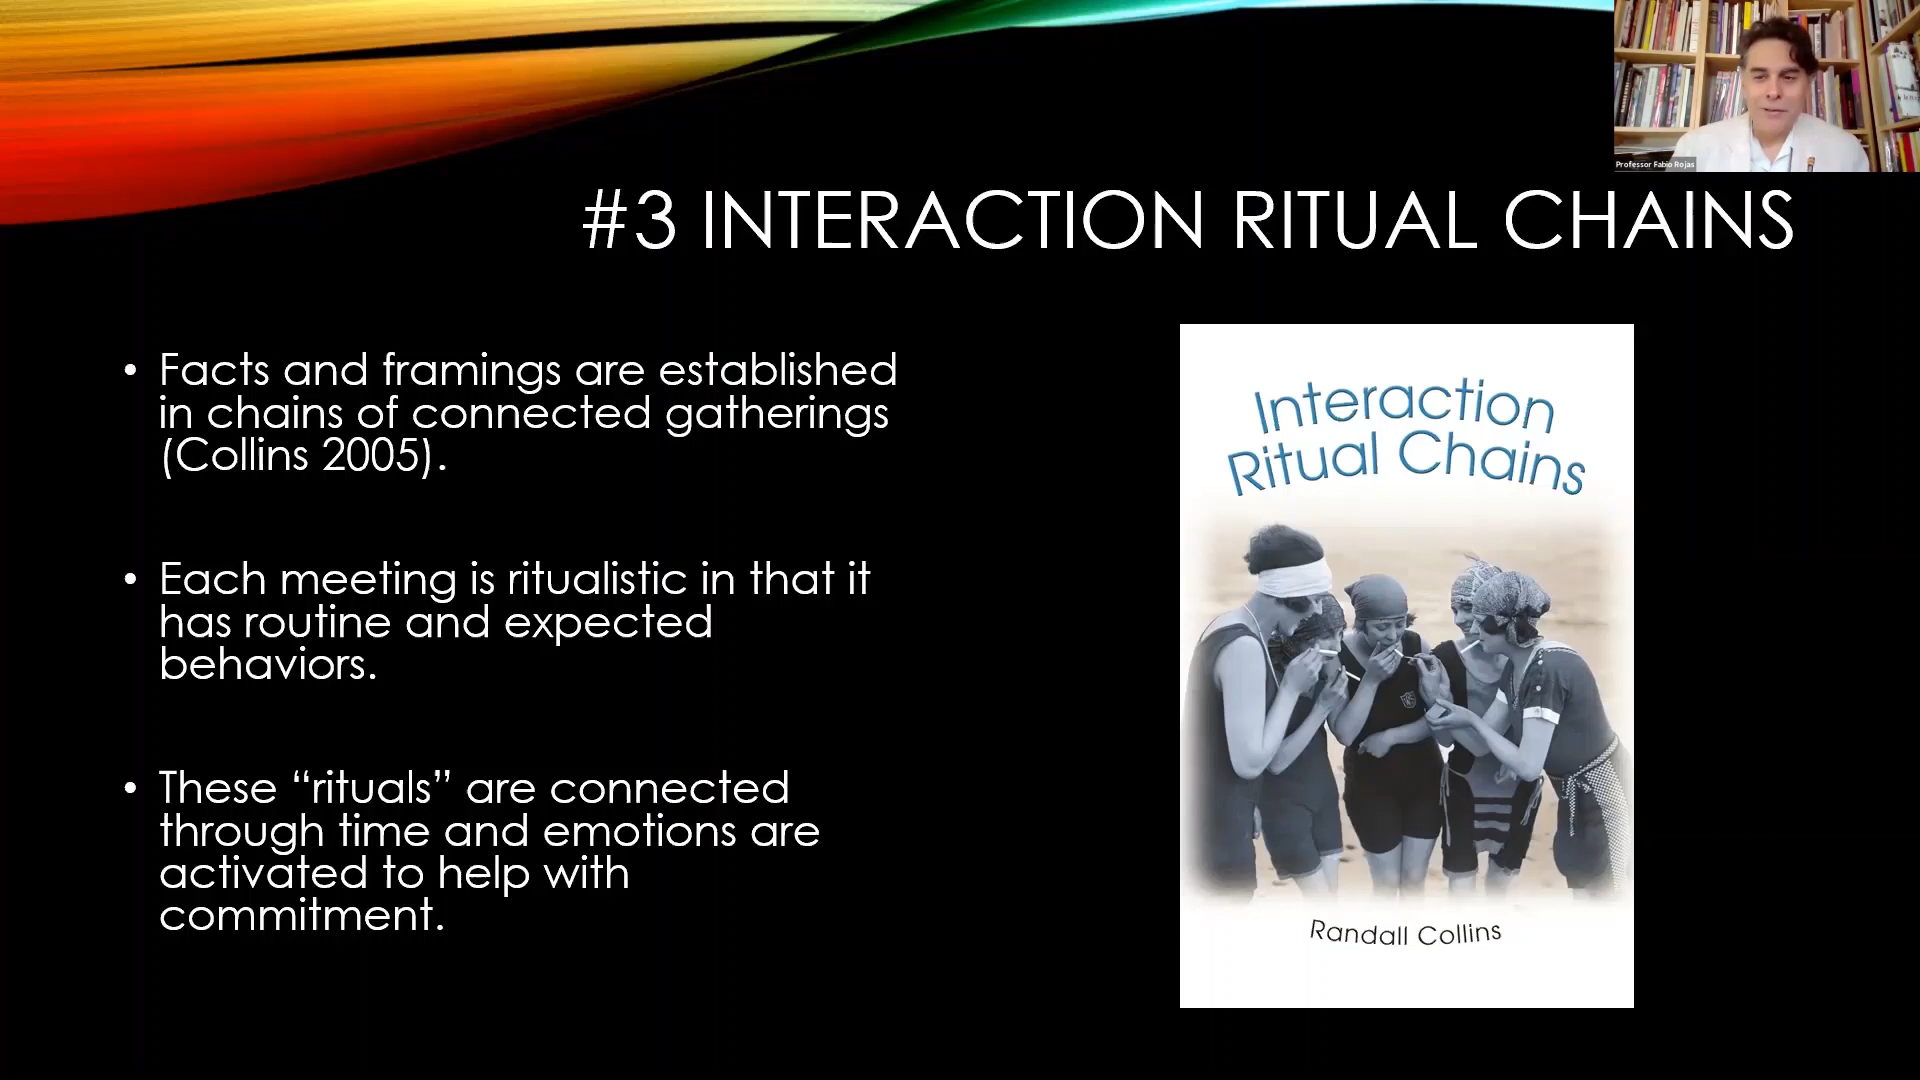 Professor Fabio Rojas
#3 INTERACTION RITUAL CHAINS
• Facts and framings are established
in chains of connected gatherings
(Collins 2005).
• Each meeting is ritualistic in that it
has routine and expected
behaviors.
• These “rituals” are connected
through time and emotions are
activated to help with
commitment.
Interaction
Ritual Chains
Randall Collins